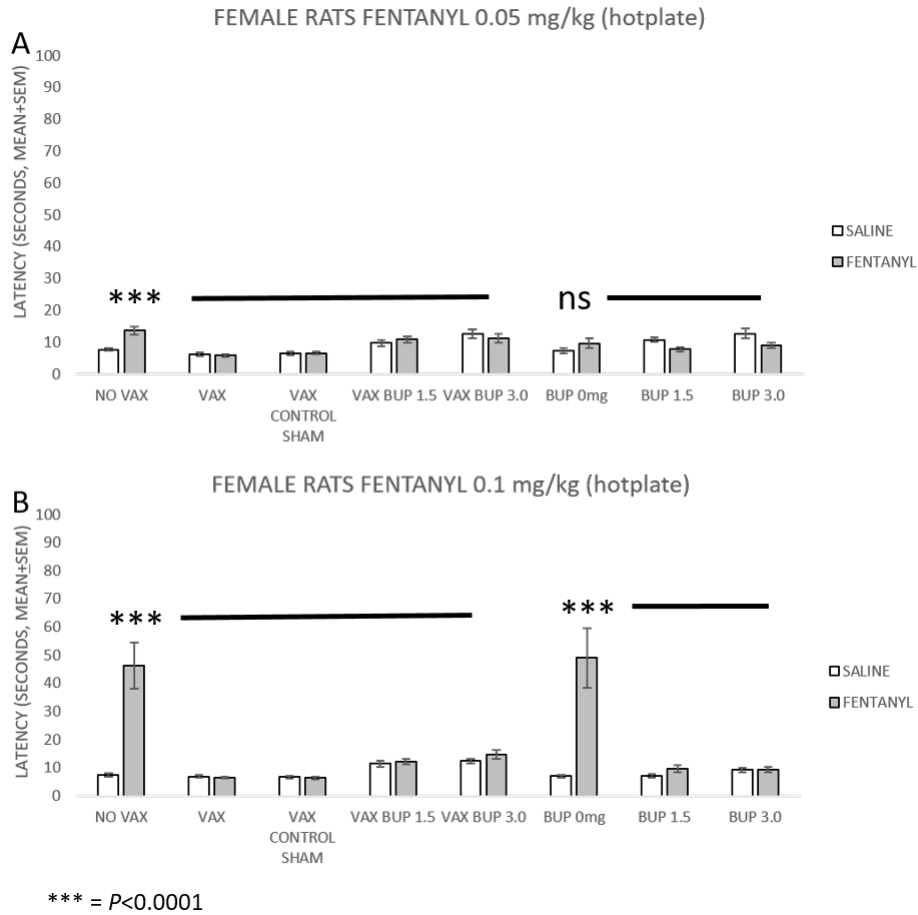 FEMALE RATS FENTANYL 0.05 mg/kg (hotplate)
A
LATENCY (SECONDS, MEAN+SEM)
100
90
80
70
60
50
40
30
20
10
0
***
ns
SALINE
FENTANYL
NO VAX
VAX
VAX CONTROL SHAM
VAX BUP 1.5
VAX BUP 3.0
BUP 0mg
BUP 1.5
BUP 3.0
FEMALE RATS FENTANYL 0.1 mg/kg (hotplate)
B
LATENCY (SECONDS, MEAN±SEM)
100
90
80
70
60
50
40
30
20
10
0
***
***
SALINE
FENTANYL
NO VAX
VAX
VAX CONTROL SHAM
VAX BUP 1.5
VAX BUP 3.0
BUP 0mg
BUP 1.5
BUP 3.0
*** = P<0.0001